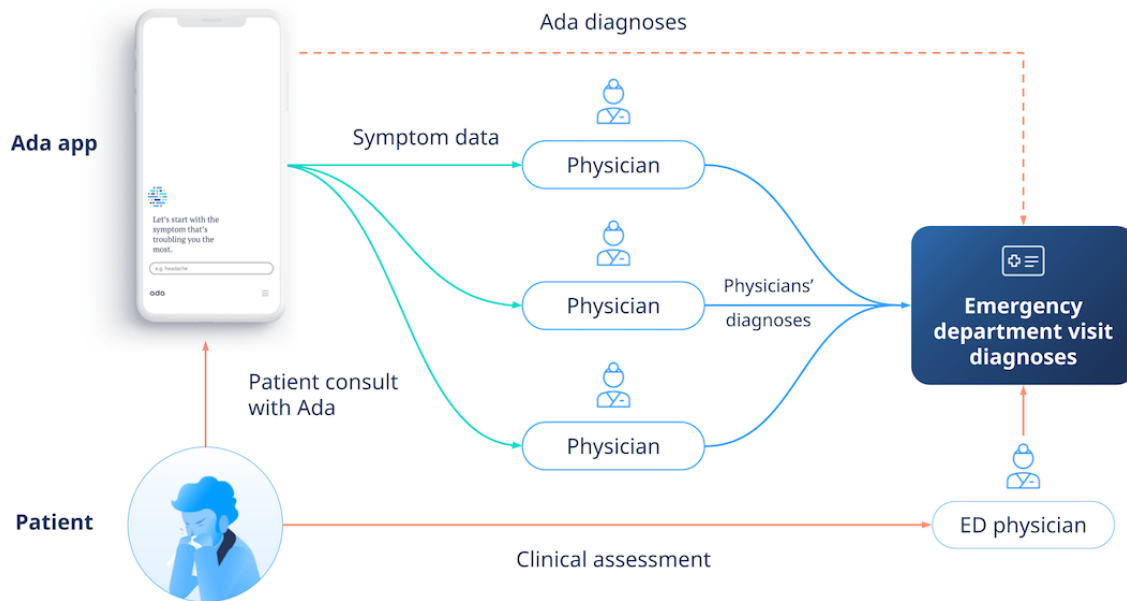 Ada diagnoses
Ada app
Symptom data
Physician
Let's start with the
symptom that's
troubling you the
most.
e.g. headache
ada
Physician
Physicians’
diagnoses
Emergency
department visit
diagnoses
Patient consult
with Ada
Physician
Patient
ED physician
Clinical assessment